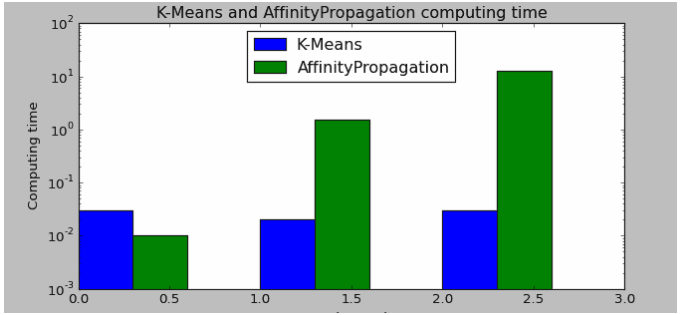 K-Means and AffinityPropagation computing time
10^2
K-Means
AffinityPropagation
10^1
10^0
Computing time
10^-1
10^-2
10^-3
0.0 0.5 1.0 1.5 2.0 2.5 3.0